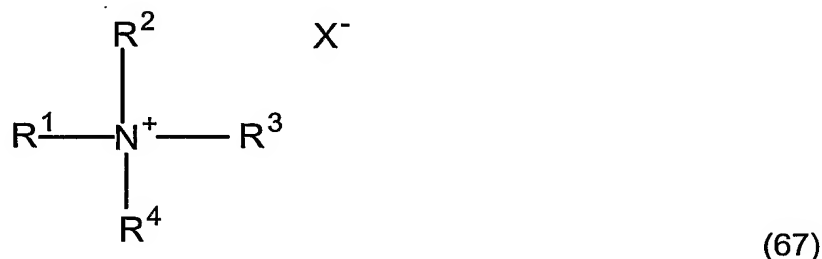 R² X⁻
R¹ N⁺ R³
R⁴
(67)